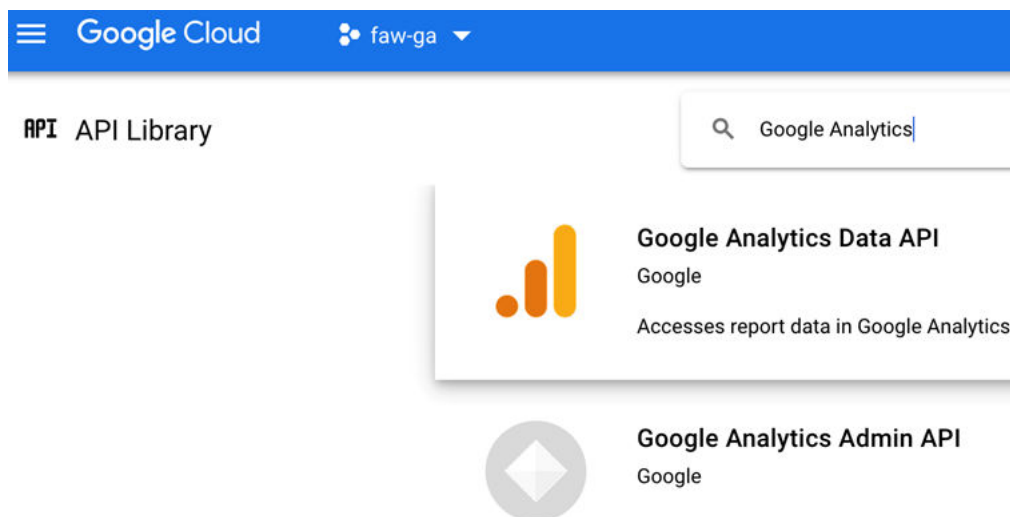 Google Cloud
faw-ga
API API Library
Google Analytics
Google Analytics Data API
Google
Accesses report data in Google Analytics
Google Analytics Admin API
Google